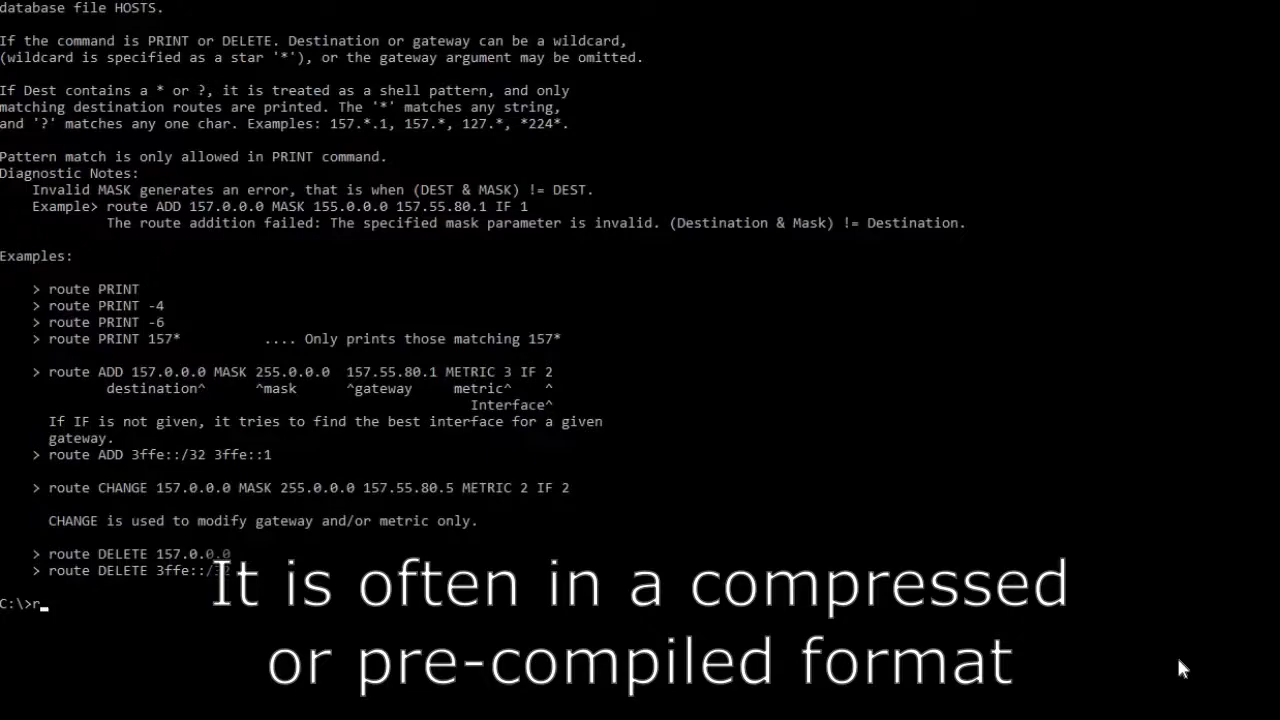 database file HOSTS.
If the command is PRINT or DELETE. Destination or gateway can be a wildcard,
(wildcard is specified as a star '*'), or the gateway argument may be omitted.
If Dest contains a * or ?, it is treated as a shell pattern, and only
matching destination routes are printed. The '*' matches any string,
and '?' matches any one char. Examples: 157.*.1, 157.*, 127.*, *224*.
Pattern match is only allowed in PRINT command.
Diagnostic Notes:
Invalid MASK generates an error, that is when (DEST & MASK) != DEST.
Example> route ADD 157.0.0.0 MASK 155.0.0.0 157.55.80.1 IF 1
The route addition failed: The specified mask parameter is invalid. (Destination & Mask) != Destination.
Examples:
> route PRINT
> route PRINT -4
> route PRINT -6
> route PRINT 157*          .... Only prints those matching 157*
> route ADD 157.0.0.0 MASK 255.0.0.0  157.55.80.1 METRIC 3 IF 2
destination^      ^mask      ^gateway     metric^    ^
Interface^
If IF is not given, it tries to find the best interface for a given
gateway.
> route ADD 3ffe::/32 3ffe::1
> route CHANGE 157.0.0.0 MASK 255.0.0.0 157.55.80.5 METRIC 2 IF 2
CHANGE is used to modify gateway and/or metric only.
> route DELETE 157.0.0.0
> route DELETE 3ffe::/32
C:\>r_
It is often in a compressed
or pre-compiled format